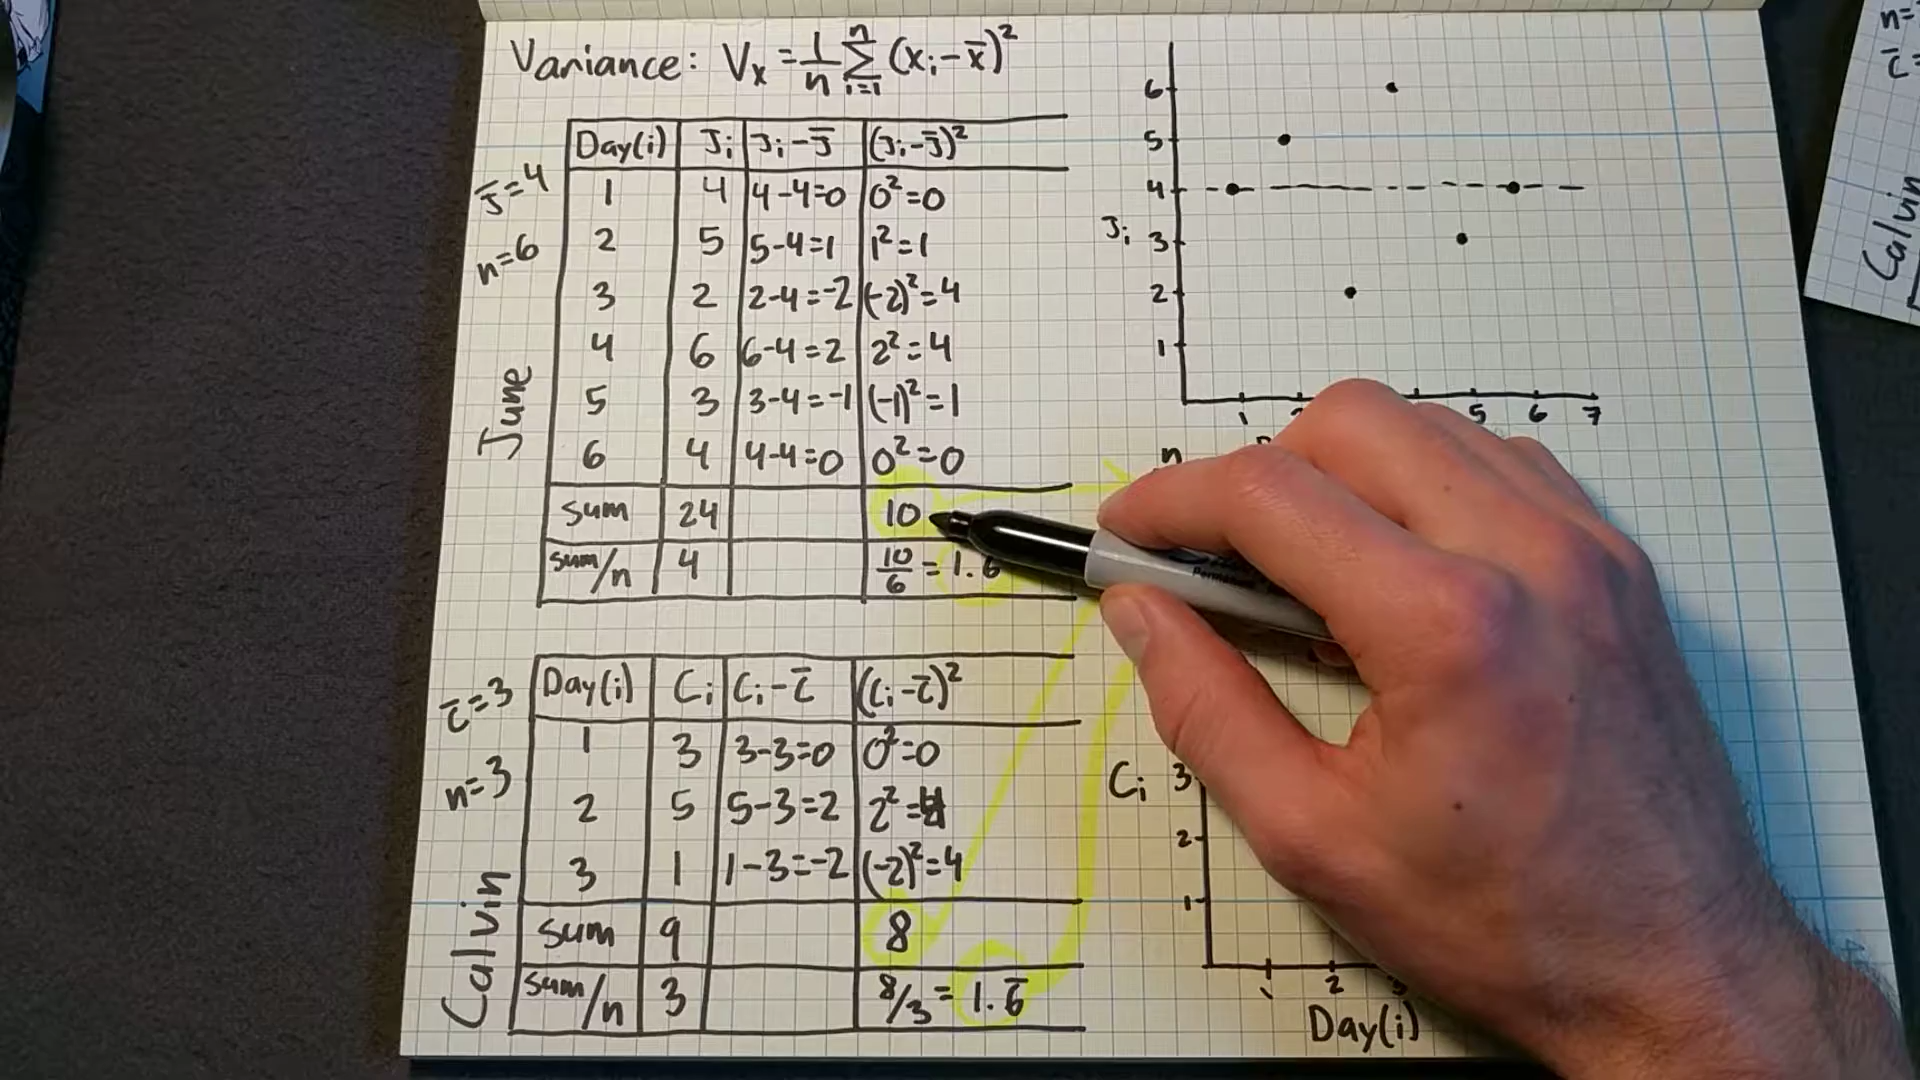 Variance: Vx = 1/n n∑i=1 (xi-x̄)²
J̄=4
n=6
June
Day(i) Ji Ji-J̄ (Ji-J̄)²
1 4 4-4=0 0²=0
2 5 5-4=1 1²=1
3 2 2-4=-2 (-2)²=4
4 6 6-4=2 2²=4
5 3 3-4=-1 (-1)²=1
6 4 4-4=0 0²=0
sum 24 10
sum/n 4 10/6=1.6
c̄=3
n=3
Calvin
Day(i) Ci Ci-c̄ (Ci-c̄)²
1 3 3-3=0 0²=0
2 5 5-3=2 2²=4
3 1 1-3=-2 (-2)²=4
sum 9 8
sum/n 3 8/3=1.6̄
6
5
4
Ji 3
2
1
1 5 6 7
n
Ci 3
2
1
1 2 3
Day(i)
n=
c̄=
Calvin